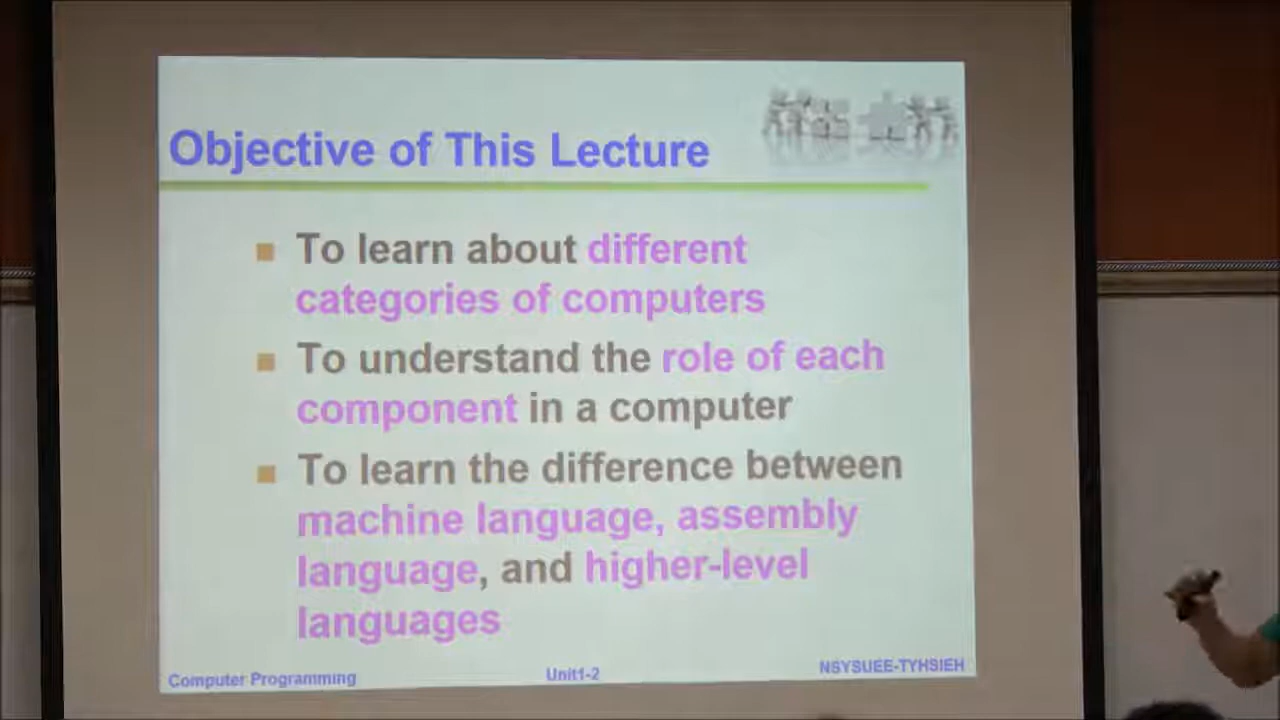 Objective of This Lecture
To learn about different
categories of computers
To understand the role of each
component in a computer
To learn the difference between
machine language, assembly
language, and higher-level
languages
Computer Programming
Unit1-2
NSYSUEE-TYHSIEH